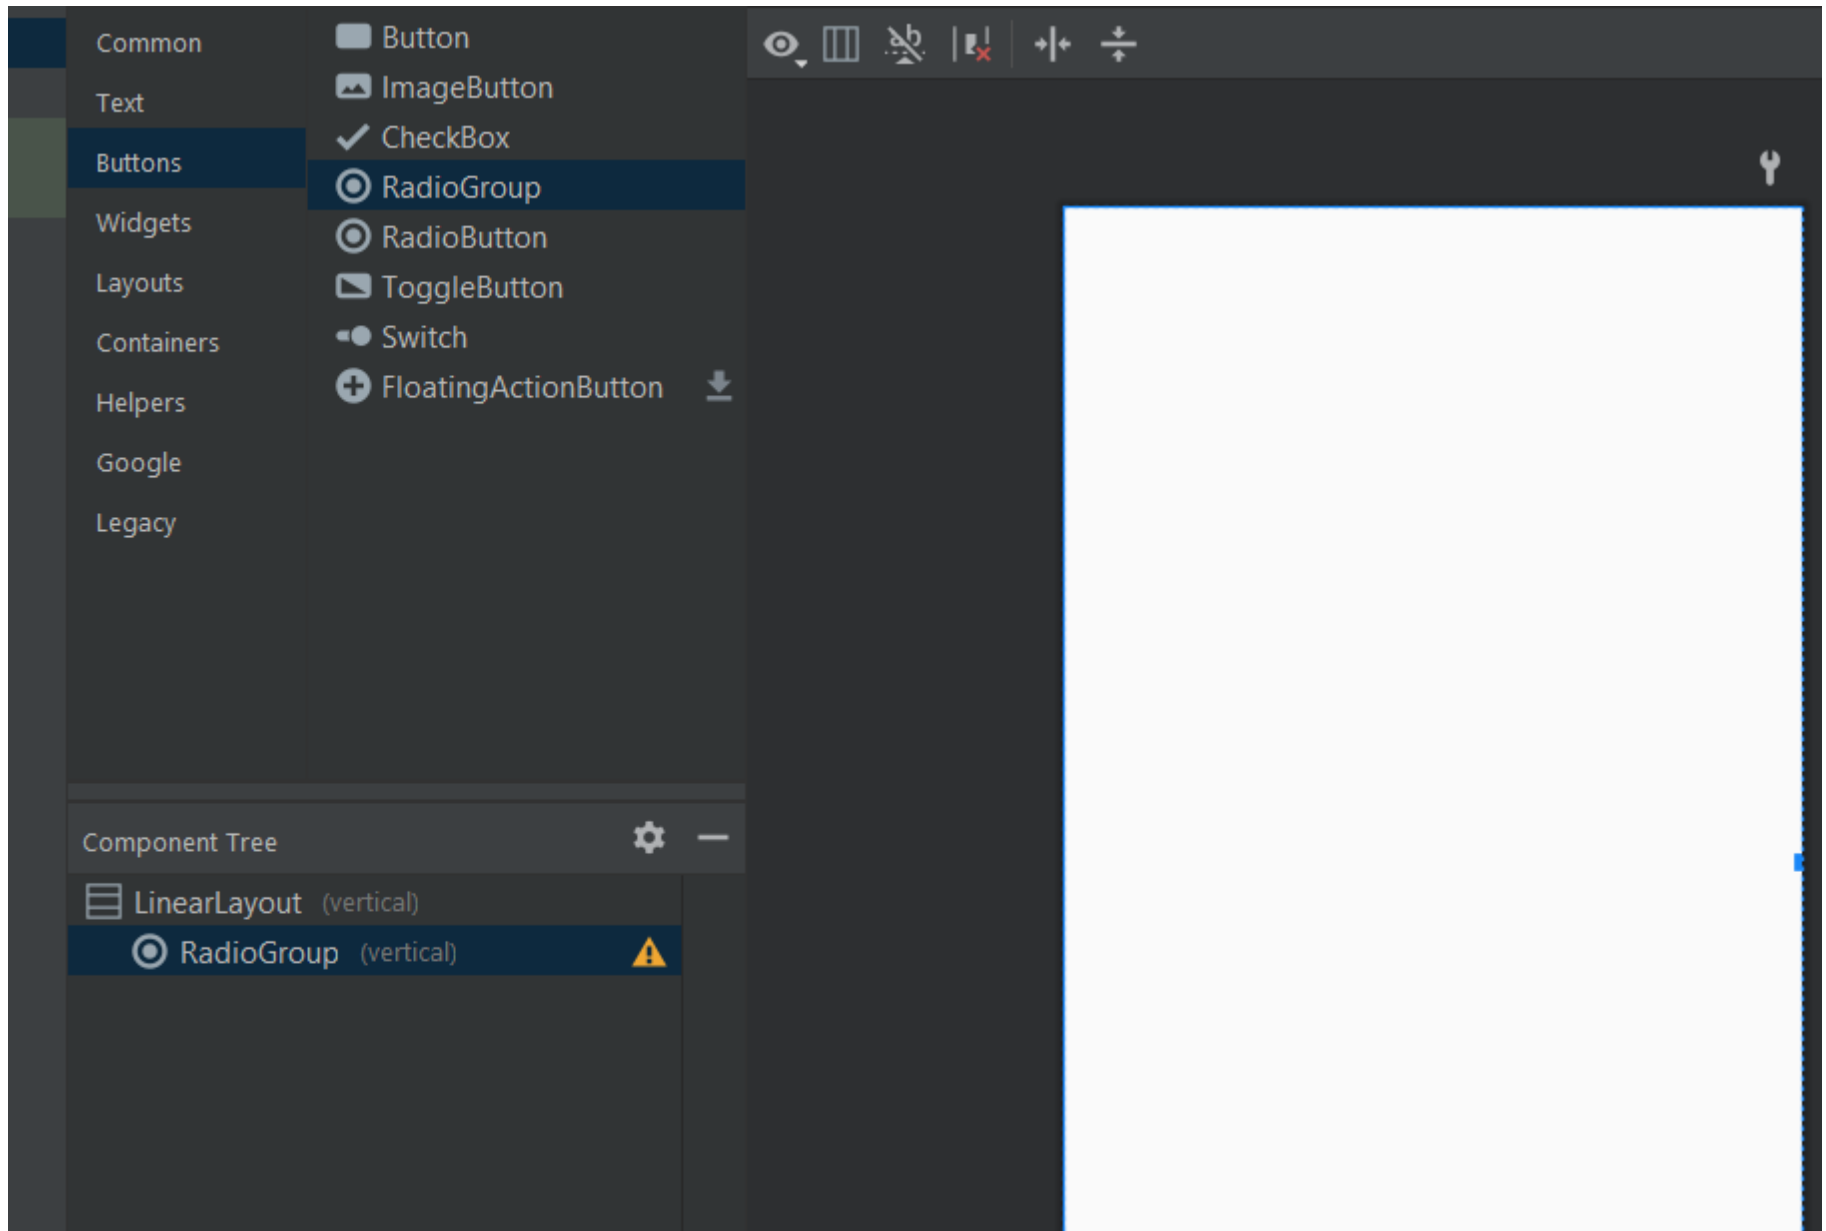 Common
Text
Buttons
Widgets
Layouts
Containers
Helpers
Google
Legacy
Button
ImageButton
CheckBox
RadioGroup
RadioButton
ToggleButton
Switch
FloatingActionButton
ab
Component Tree
LinearLayout (vertical)
RadioGroup (vertical)